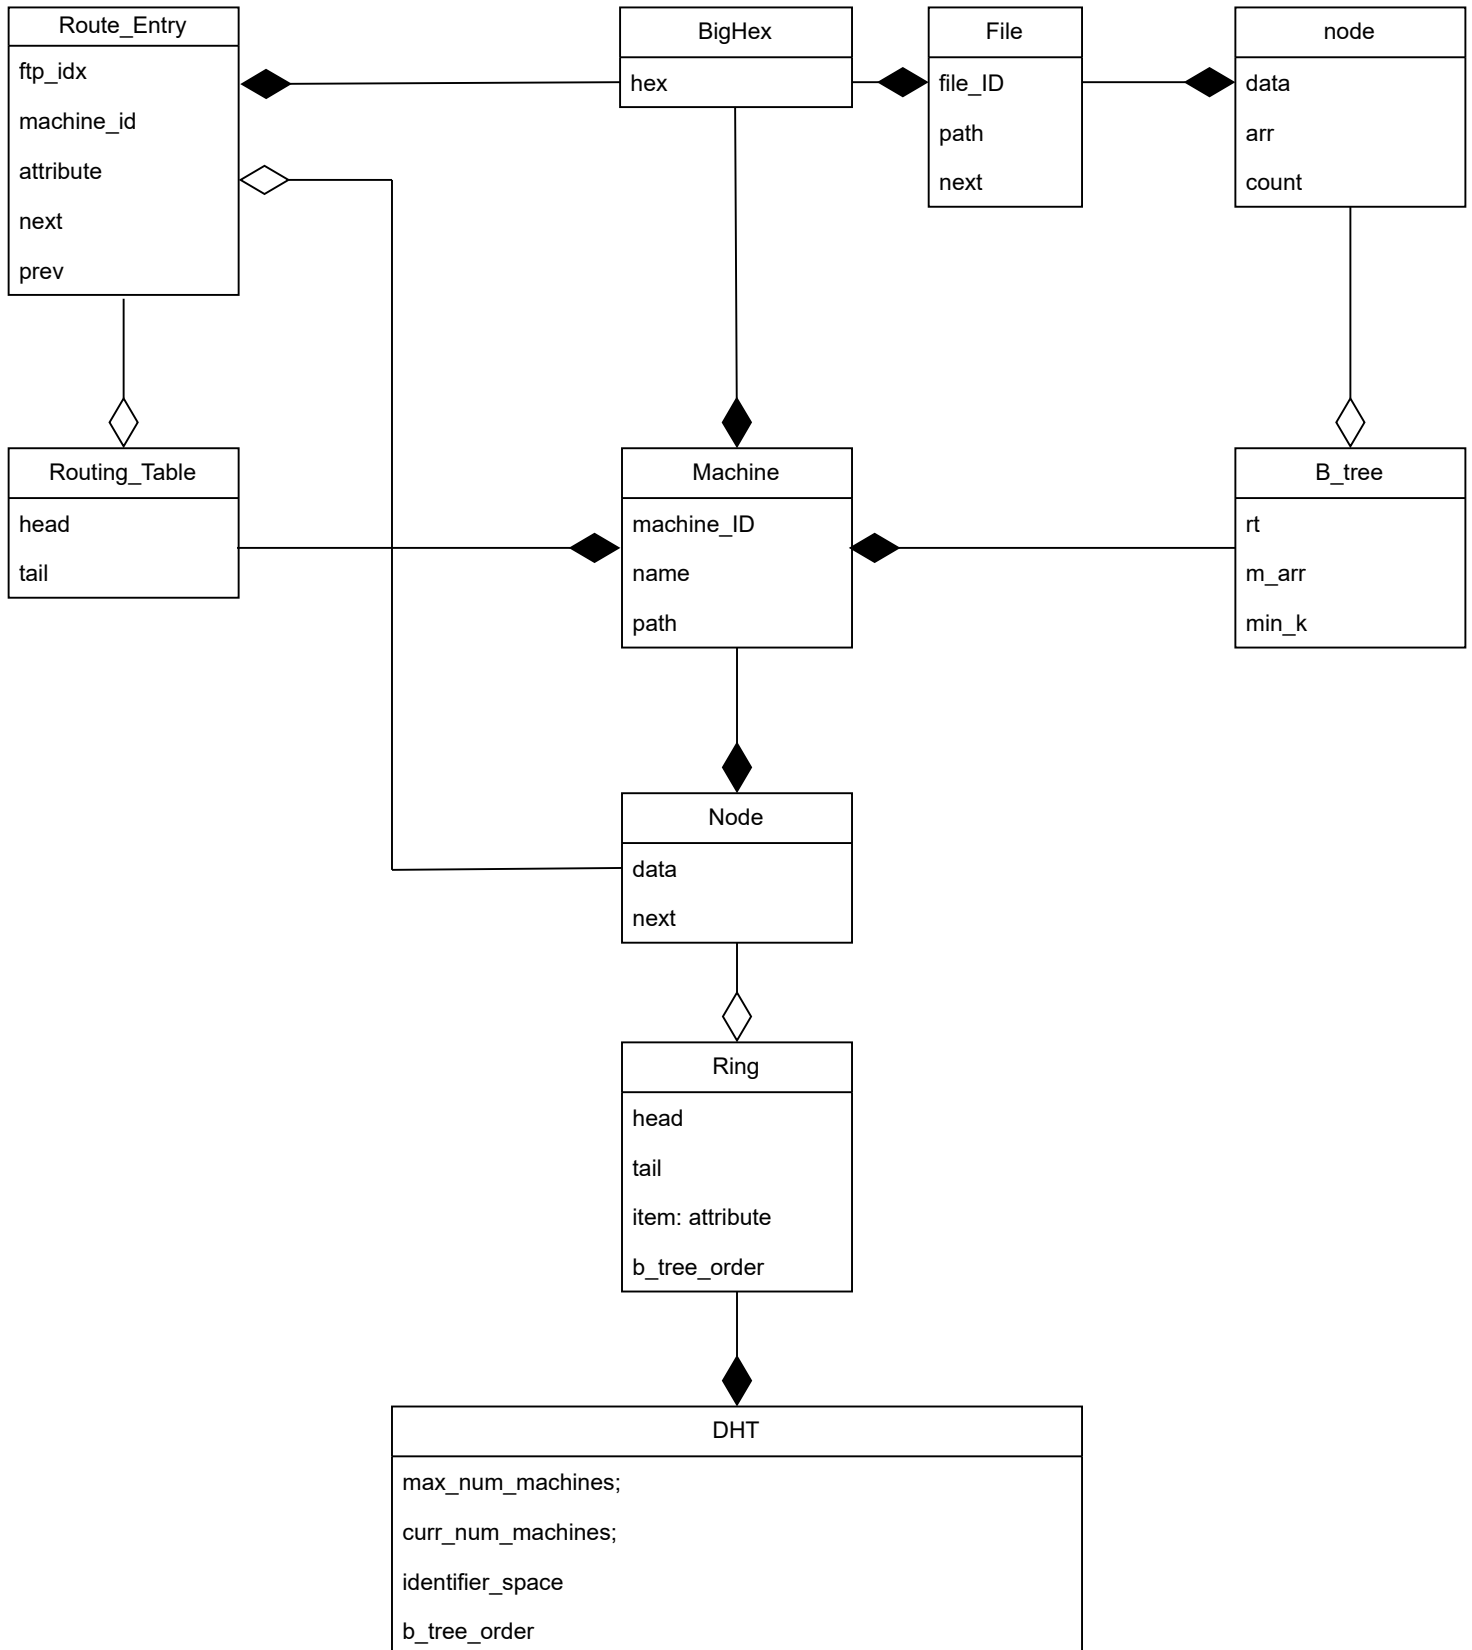 Route_Entry
ftp_idx
machine_id
attribute
next
prev
BigHex
hex
File
file_ID
path
next
node
data
arr
count
Routing_Table
head
tail
Machine
machine_ID
name
path
B_tree
rt
m_arr
min_k
Node
data
next
Ring
head
tail
item: attribute
b_tree_order
DHT
max_num_machines;
curr_num_machines;
identifier_space
b_tree_order